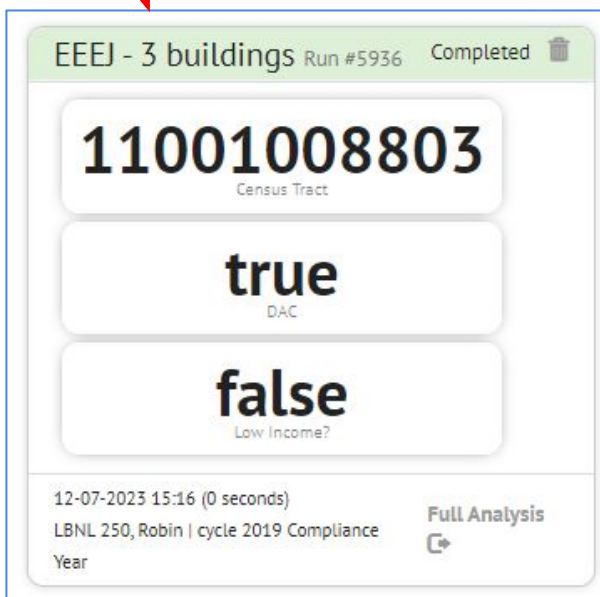 EEEJ - 3 buildings Run #5936 Completed
11001008803
Census Tract
true
DAC
false
Low Income?
12-07-2023 15:16 (0 seconds)
LBNL 250, Robin | cycle 2019 Compliance
Year
Full Analysis